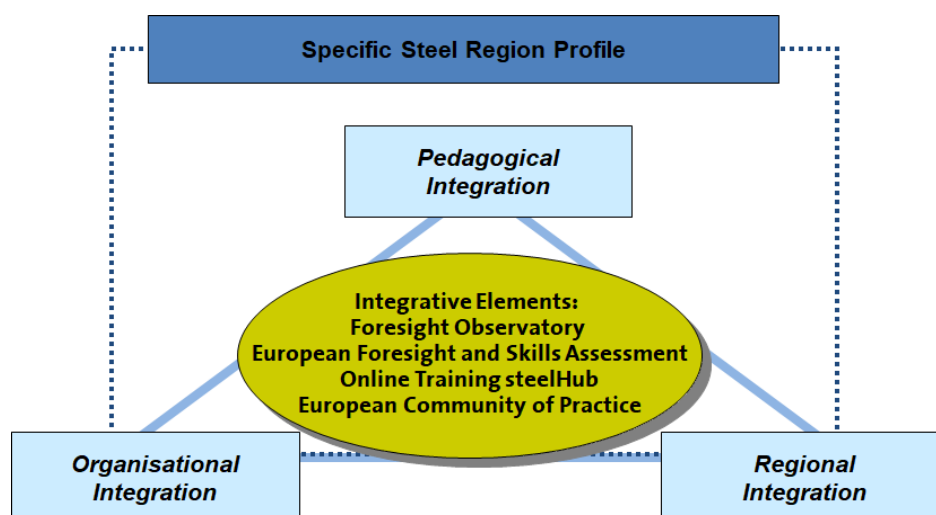 Specific Steel Region Profile
Pedagogical
Integration
Integrative Elements:
Foresight Observatory
European Foresight and Skills Assessment
Online Training steelHub
European Community of Practice
Organisational
Integration
Regional
Integration